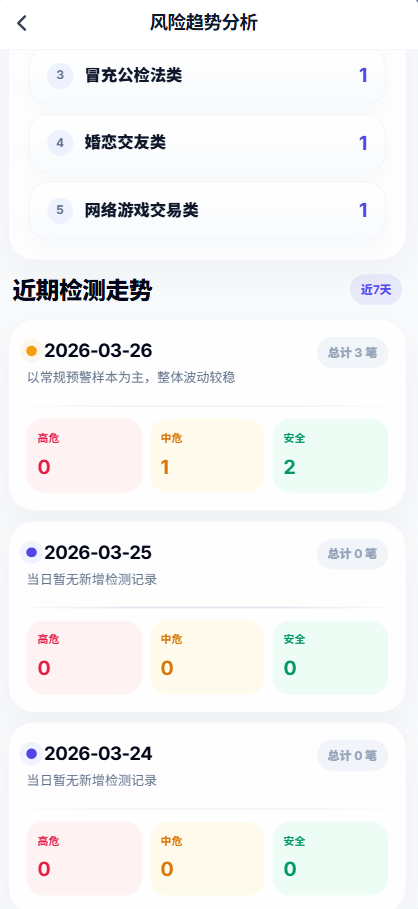 风险趋势分析
3 冒充公检法类 1
4 婚恋交友类 1
5 网络游戏交易类 1
近期检测走势 近7天
2026-03-26 总计 3 笔
以常规预警样本为主，整体波动较稳
高危 中危 安全
0 1 2
2026-03-25 总计 0 笔
当日暂无新增检测记录
高危 中危 安全
0 0 0
2026-03-24 总计 0 笔
当日暂无新增检测记录
高危 中危 安全
0 0 0